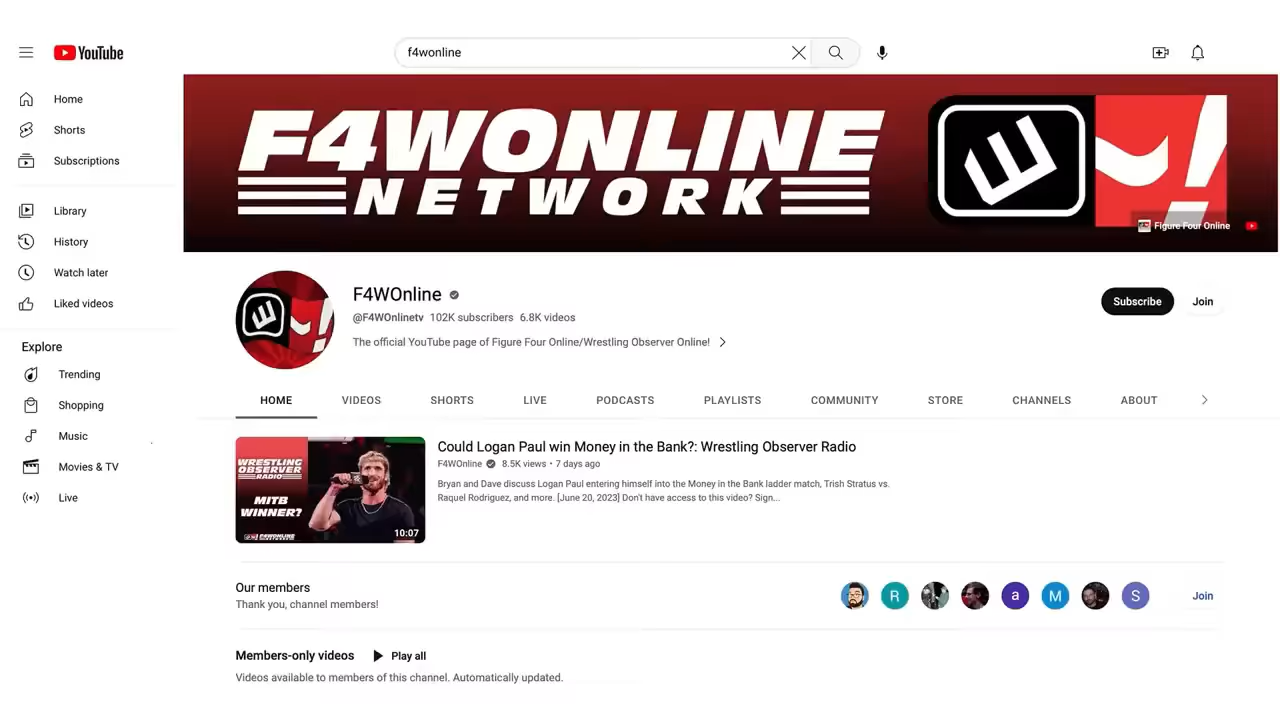 YouTube
f4wonline
Home
Shorts
Subscriptions
Library
History
Watch later
Liked videos
Explore
Trending
Shopping
Music
Movies & TV
Live
F4WONLINE
NETWORK
Figure Four Online
F4WOnline
@F4WOnlinetv 102K subscribers 6.8K videos
The official YouTube page of Figure Four Online/Wrestling Observer Online!
Subscribe
Join
HOME VIDEOS SHORTS LIVE PODCASTS PLAYLISTS COMMUNITY STORE CHANNELS ABOUT
WRESTLING
OBSERVER
RADIO
MITB
WINNER?
F4WONLINE
NETWORK
10:07
Could Logan Paul win Money in the Bank?: Wrestling Observer Radio
F4WOnline 8.5K views • 7 days ago
Bryan and Dave discuss Logan Paul entering himself into the Money in the Bank ladder match, Trish Stratus vs.
Raquel Rodriguez, and more. [June 20, 2023] Don't have access to this video? Sign...
Our members
Thank you, channel members!
R a M S
Join
Members-only videos Play all
Videos available to members of this channel. Automatically updated.